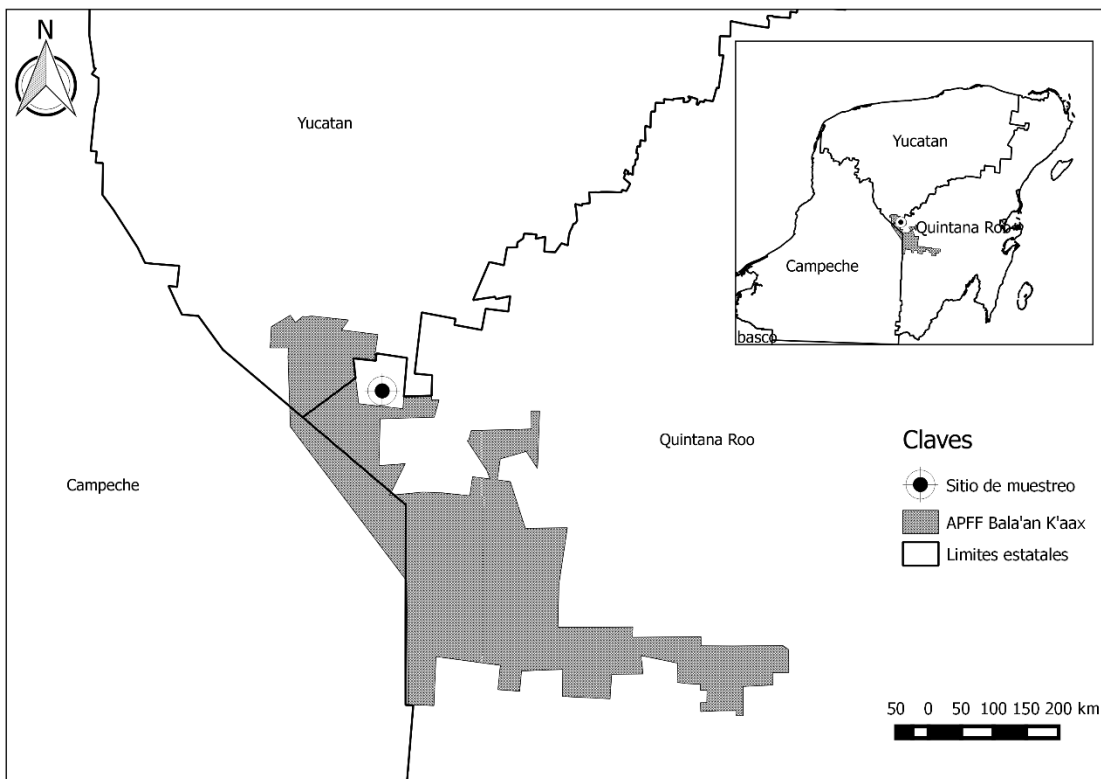 N
Yucatan
Campeche
Quintana Roo
Yucatan
Quintana Roo
Campeche
basco
Claves
Sitio de muestreo
APFF Bala'an K'aax
Limites estatales
50 0 50 100 150 200 km